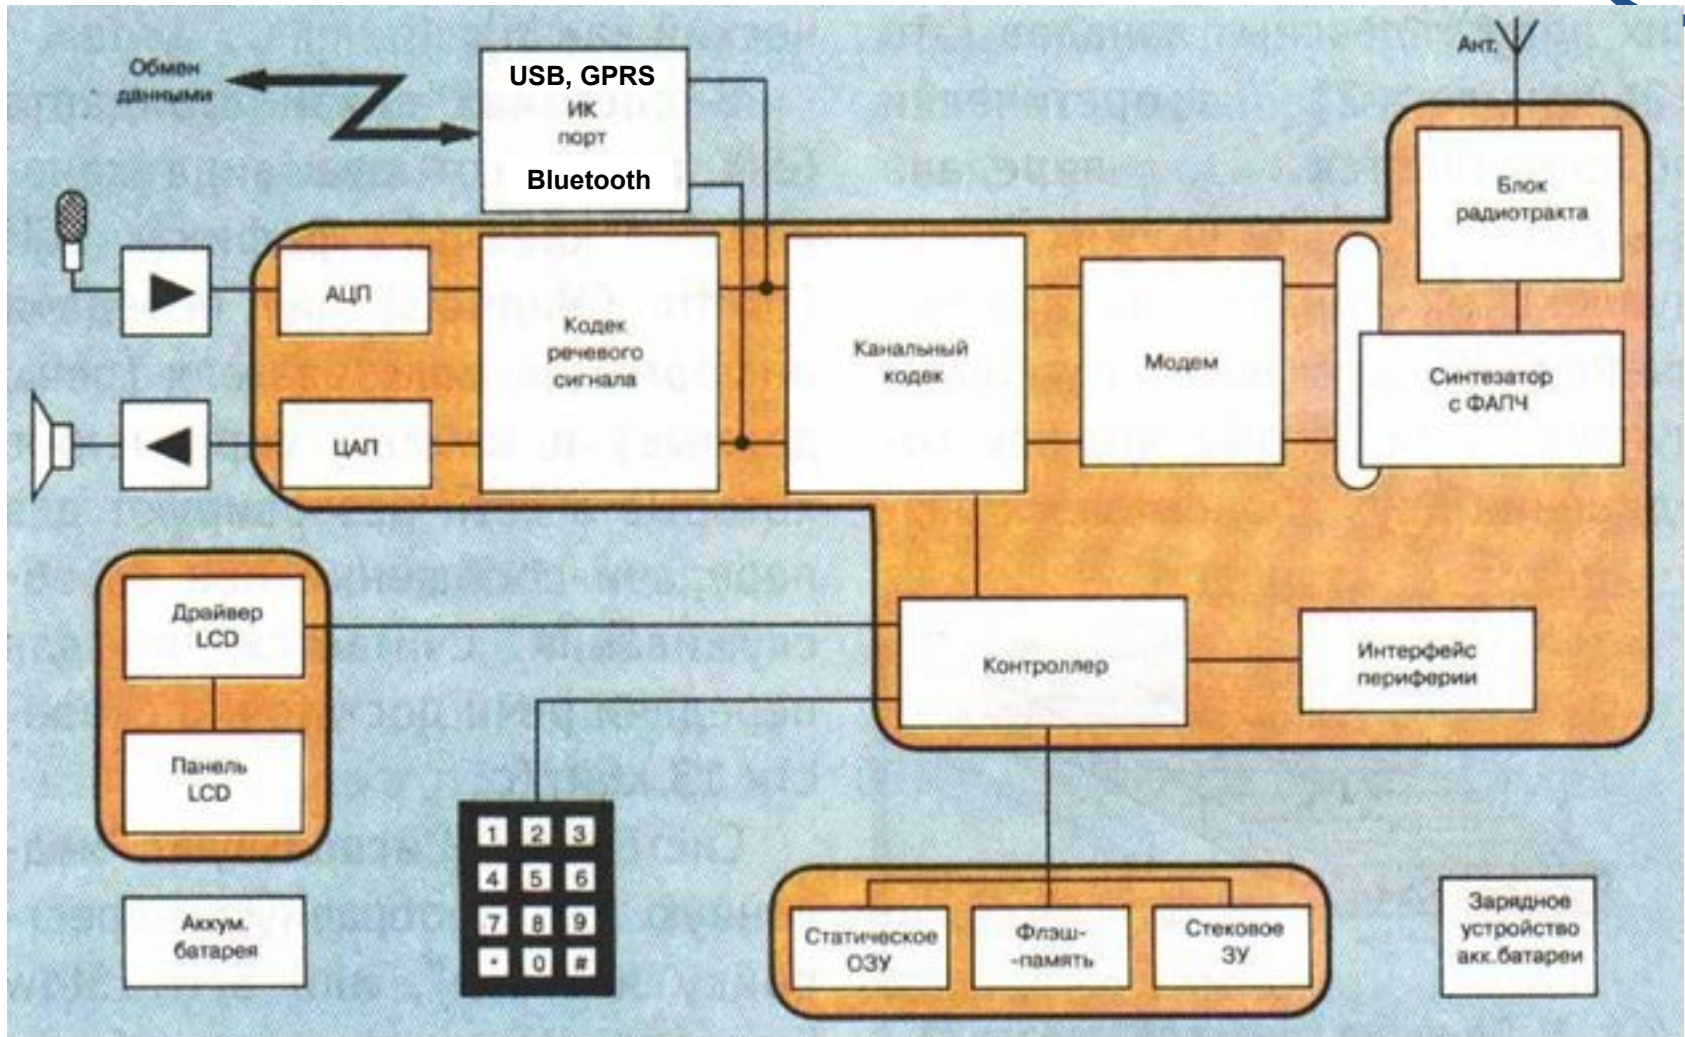 Обмен
данными
USB, GPRS
ИК
порт
Bluetooth
Ант.
Блок
радиотракта
АЦП
Кодек
речевого
сигнала
Канальный
кодек
Модем
Синтезатор
с ФАПЧ
ЦАП
Драйвер
LCD
Контроллер
Интерфейс
периферии
Панель
LCD
1 2 3
4 5 6
7 8 9
* 0 #
Аккум.
батарея
Статическое
ОЗУ
Флэш-
-память
Стековое
ЗУ
Зарядное
устройство
акк.батареи